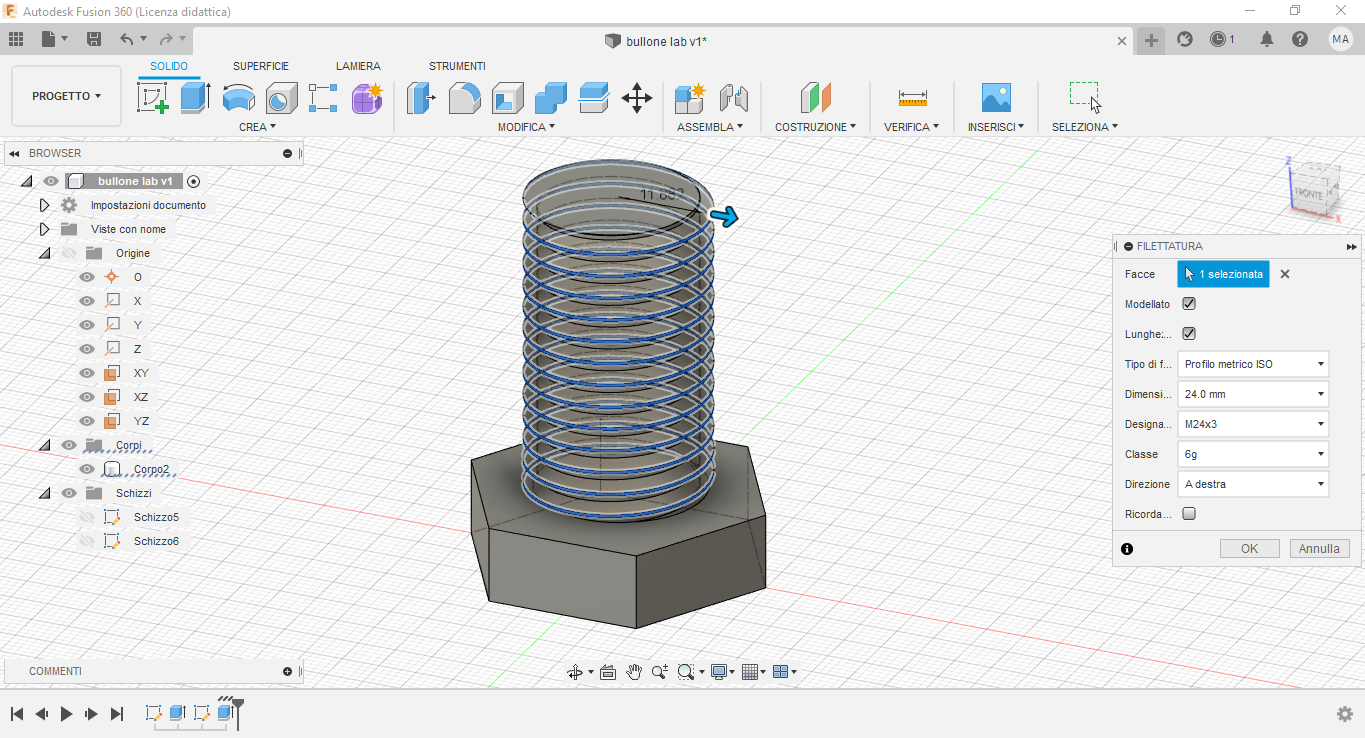 Autodesk Fusion 360 (Licenza didattica)
bullone lab v1*
1
MA
PROGETTO
SOLIDO
SUPERFICIE
LAMIERA
STRUMENTI
CREA
MODIFICA
ASSEMBLA
COSTRUZIONE
VERIFICA
INSERISCI
SELEZIONA
BROWSER
bullone lab v1
Impostazioni documento
Viste con nome
Origine
O
X
Y
Z
XY
XZ
YZ
Corpi
Corpo2
Schizzi
Schizzo5
Schizzo6
Z
FRONTE
X
FILETTATURA
Facce 1 selezionata
Modellato
Lunghe:...
Tipo di f... Profilo metrico ISO
Dimensi... 24.0 mm
Designa... M24x3
Classe 6g
Direzione A destra
Ricorda...
OK Annulla
COMMENTI